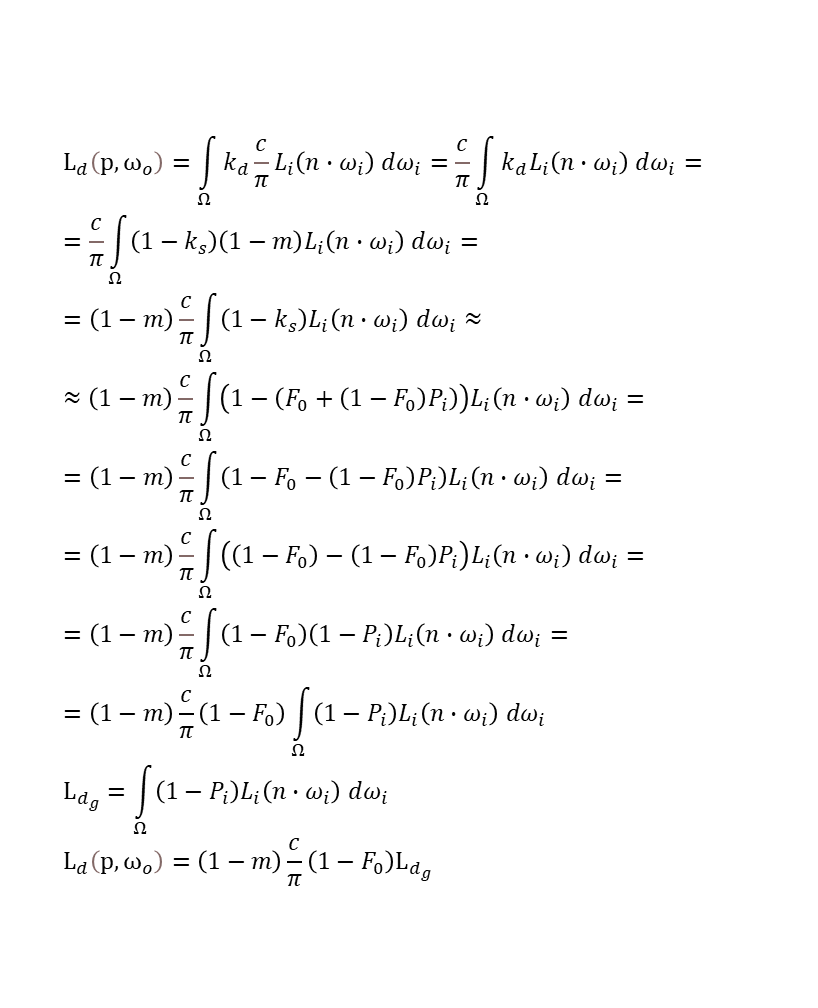 L_d(p, ω_o) = ∫_Ω k_d c/π L_i(n · ω_i) dω_i = c/π ∫_Ω k_d L_i(n · ω_i) dω_i =
= c/π ∫_Ω (1 − k_s)(1 − m)L_i(n · ω_i) dω_i =
= (1 − m) c/π ∫_Ω (1 − k_s)L_i(n · ω_i) dω_i ≈
≈ (1 − m) c/π ∫_Ω (1 − (F_0 + (1 − F_0)P_i))L_i(n · ω_i) dω_i =
= (1 − m) c/π ∫_Ω (1 − F_0 − (1 − F_0)P_i)L_i(n · ω_i) dω_i =
= (1 − m) c/π ∫_Ω ((1 − F_0) − (1 − F_0)P_i)L_i(n · ω_i) dω_i =
= (1 − m) c/π ∫_Ω (1 − F_0)(1 − P_i)L_i(n · ω_i) dω_i =
= (1 − m) c/π (1 − F_0) ∫_Ω (1 − P_i)L_i(n · ω_i) dω_i
L_{d_g} = ∫_Ω (1 − P_i)L_i(n · ω_i) dω_i
L_d(p, ω_o) = (1 − m) c/π (1 − F_0)L_{d_g}